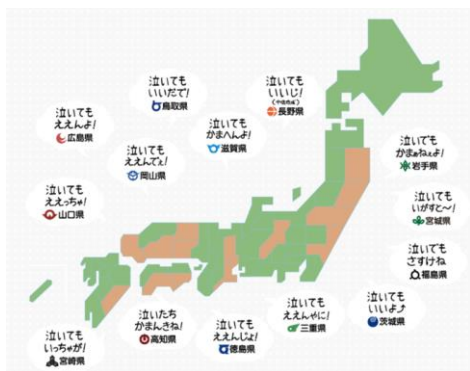 泣いても
いいだで!
鳥取県
泣いても
いいじ!
(中信地域)
長野県
泣いても
ええんよ!
広島県
泣いても
かまへんよ!
滋賀県
泣いても
ええんでぇ!
岡山県
泣いでも
かまぁねぇよ!
岩手県
泣いても
ええっちゃ!
山口県
泣いても
いがすと〜!
宮城県
泣いでも
さすけね
福島県
泣いても
いいよ⤴
茨城県
泣いても
ええんやに!
三重県
泣いたち
かまんきね!
高知県
泣いても
ええんじょ!
徳島県
泣いても
いっちゃが!
宮崎県